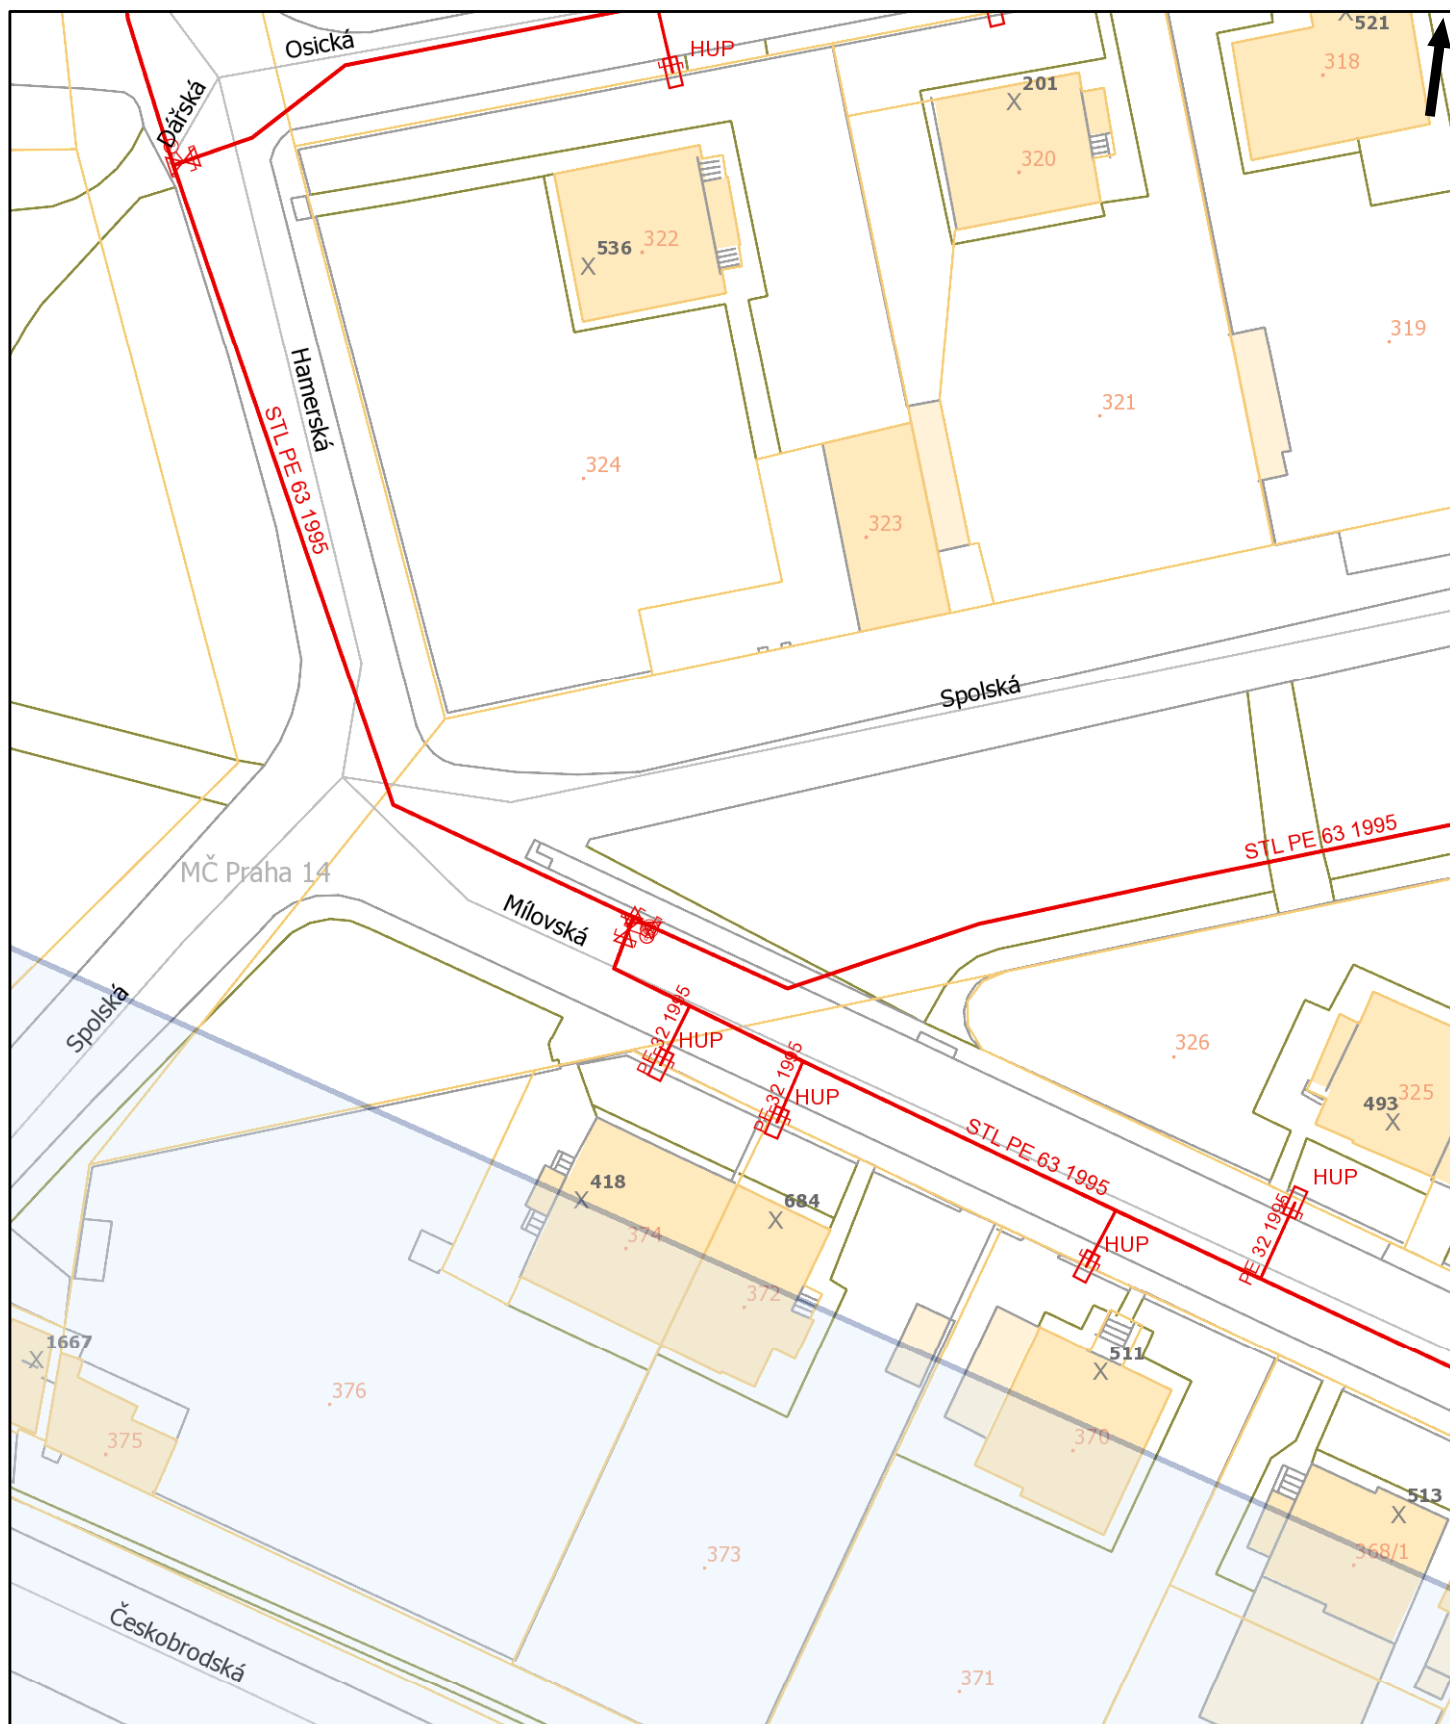 521
Osická
HUP
318
201
Dářská
320
322
536
319
Hamerská
321
STL PE 63 1995
324
323
Spolská
STL PE 63 1995
MČ Praha 14
Mílovská
Spolská
PE 32 1995
HUP
326
PE 32 1995
HUP
325
493
STL PE 63 1995
HUP
418
684
PE 32 1995
374
HUP
372
1667
511
376
375
370
513
373
368/1
Českobrodská
371